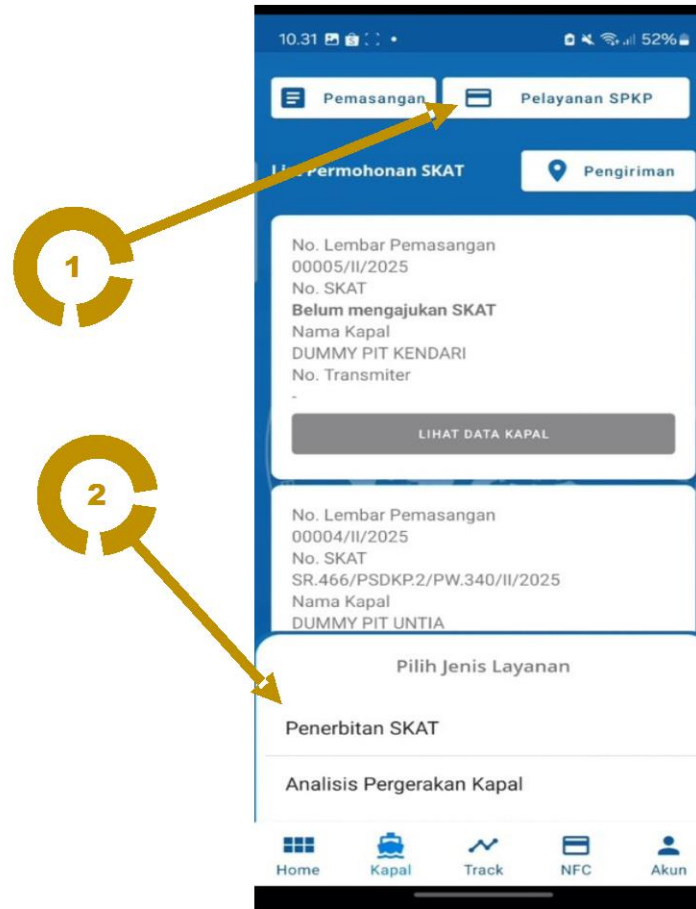 10.31
52%
Pemasangan
Pelayanan SPKP
List Permohonan SKAT
Pengiriman
1
No. Lembar Pemasangan
00005/II/2025
No. SKAT
Belum mengajukan SKAT
Nama Kapal
DUMMY PIT KENDARI
No. Transmiter
-
LIHAT DATA KAPAL
2
No. Lembar Pemasangan
00004/II/2025
No. SKAT
SR.466/PSDKP.2/PW.340/II/2025
Nama Kapal
DUMMY PIT UNTIA
Pilih Jenis Layanan
Penerbitan SKAT
Analisis Pergerakan Kapal
Home
Kapal
Track
NFC
Akun